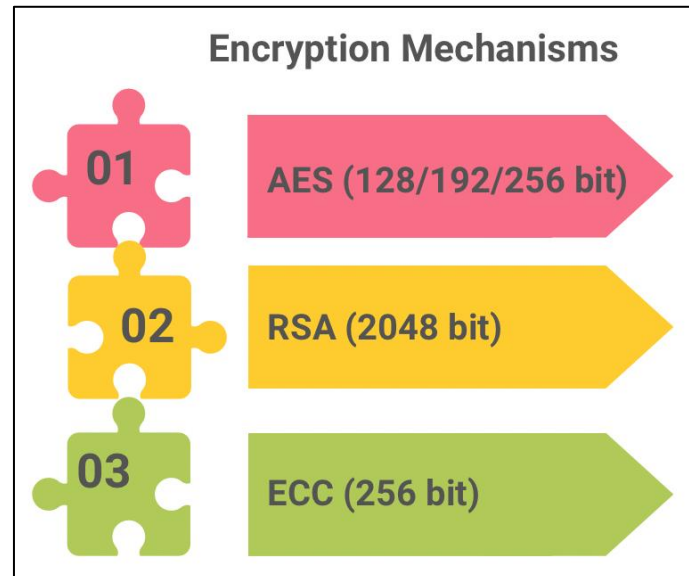 Encryption Mechanisms
01
AES (128/192/256 bit)
02
RSA (2048 bit)
03
ECC (256 bit)